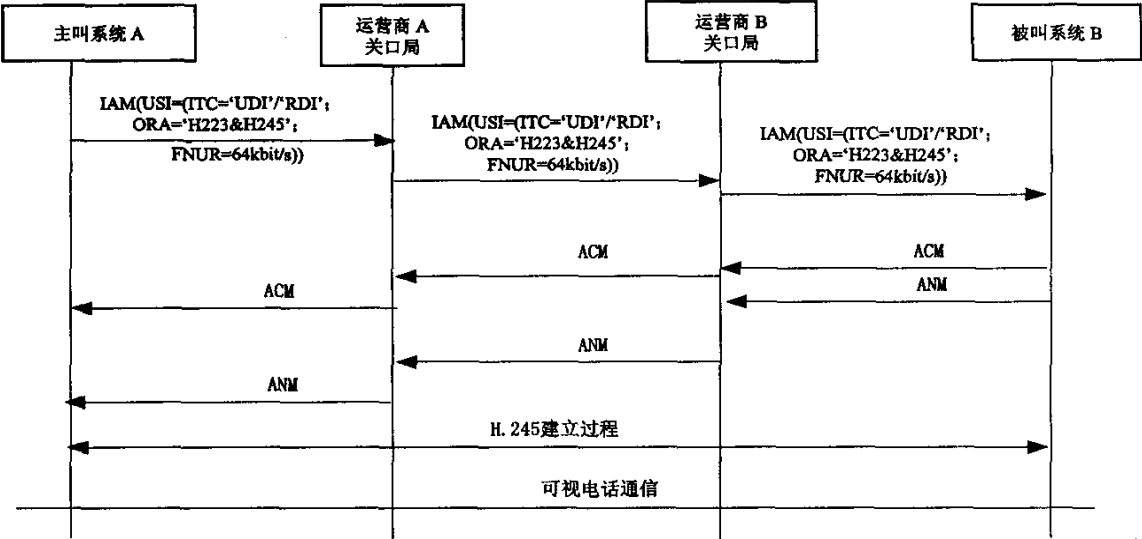 主叫系统 A
运营商 A
关口局
运营商 B
关口局
被叫系统 B
IAM(USI=(ITC=‘UDI’/‘RDI’;
ORA=‘H223&H245’;
FNUR=64kbit/s))
IAM(USI=(ITC=‘UDI’/‘RDI’;
ORA=‘H223&H245’;
FNUR=64kbit/s))
IAM(USI=(ITC=‘UDI’/‘RDI’;
ORA=‘H223&H245’;
FNUR=64kbit/s))
ACM
ACM
ANM
ACM
ANM
ANM
H.245建立过程
可视电话通信